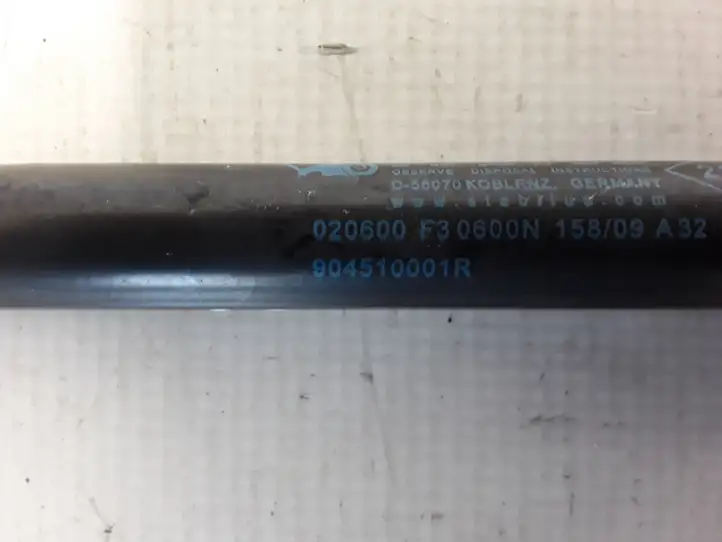 OBSERVE DISPOSAL INSTRUCTIONS
D-56070 KOBLENZ, GERMANY
www.stabilus.com
020600 F3 0600N 158/09 A32
904510001R